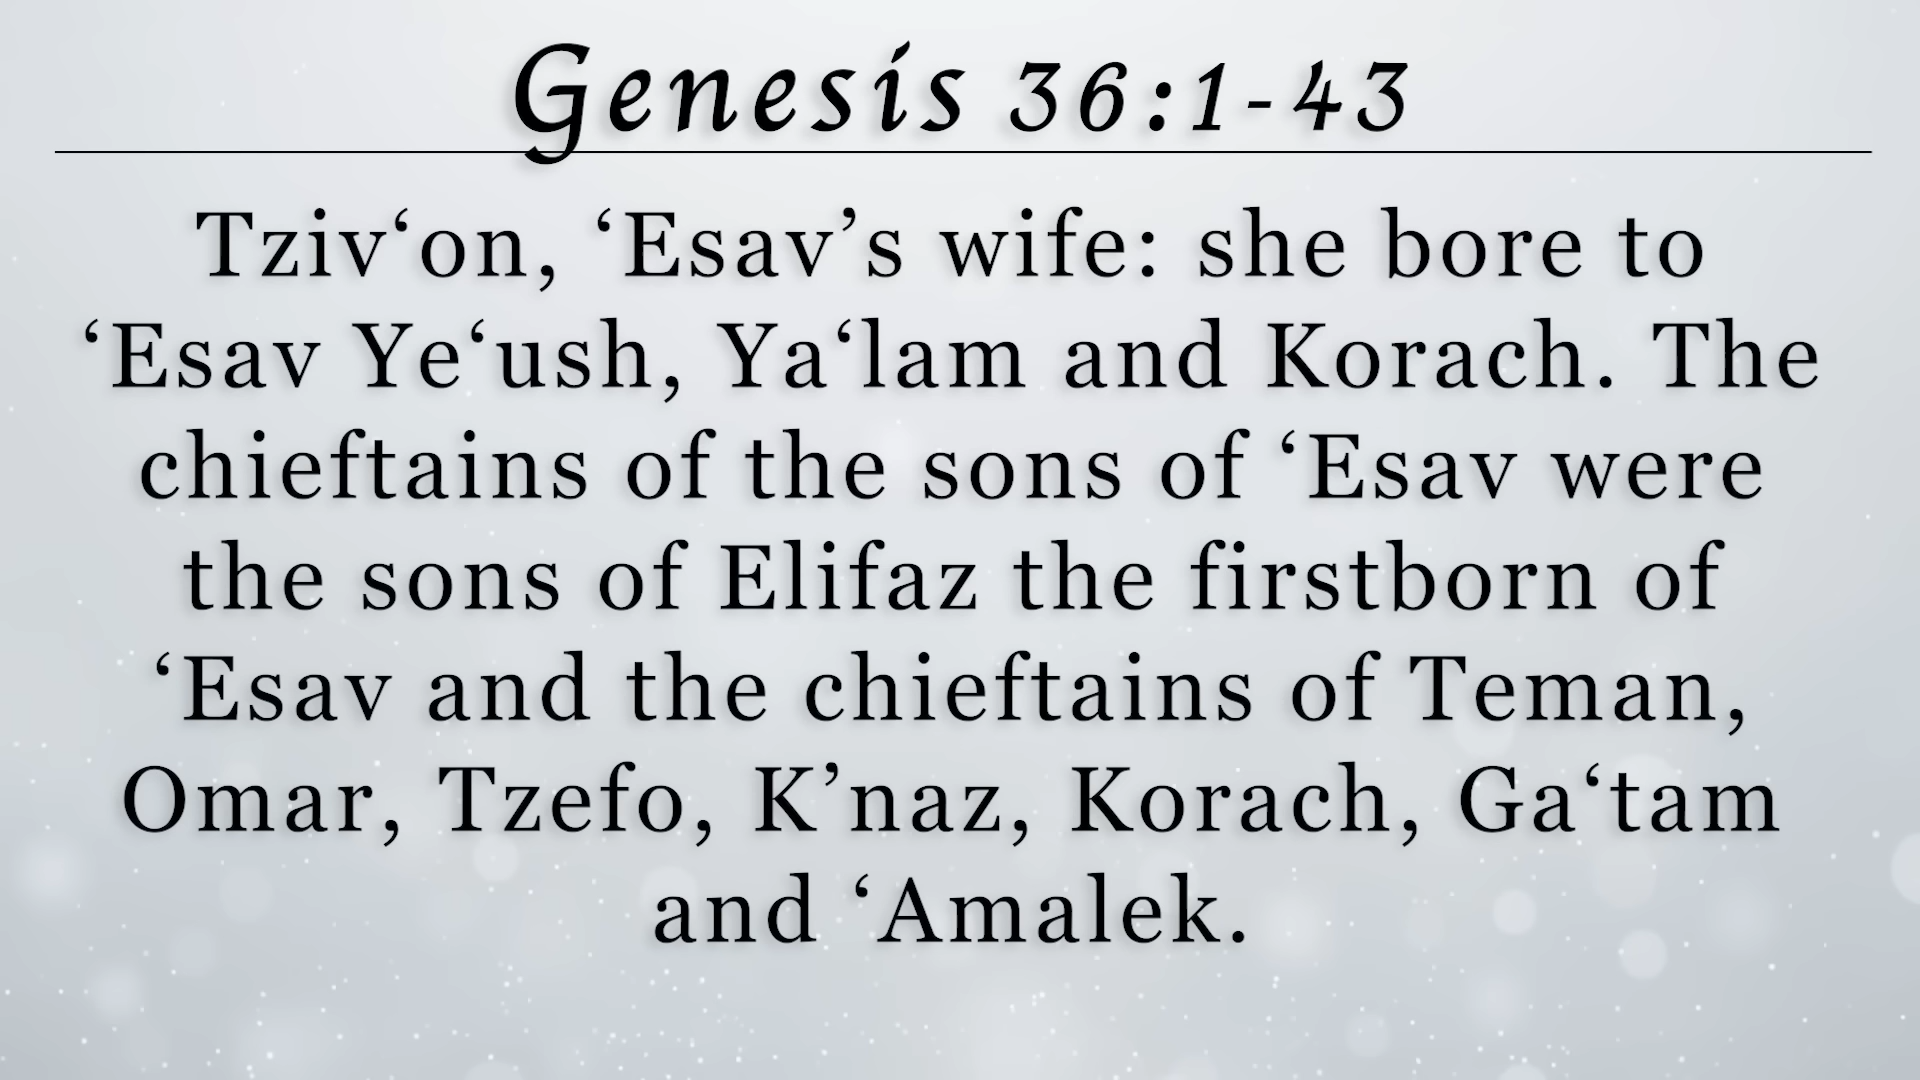 Genesis 36:1-43
Tziv‘on, ‘Esav’s wife: she bore to
‘Esav Ye‘ush, Ya‘lam and Korach. The
chieftains of the sons of ‘Esav were
the sons of Elifaz the firstborn of
‘Esav and the chieftains of Teman,
Omar, Tzefo, K’naz, Korach, Ga‘tam
and ‘Amalek.